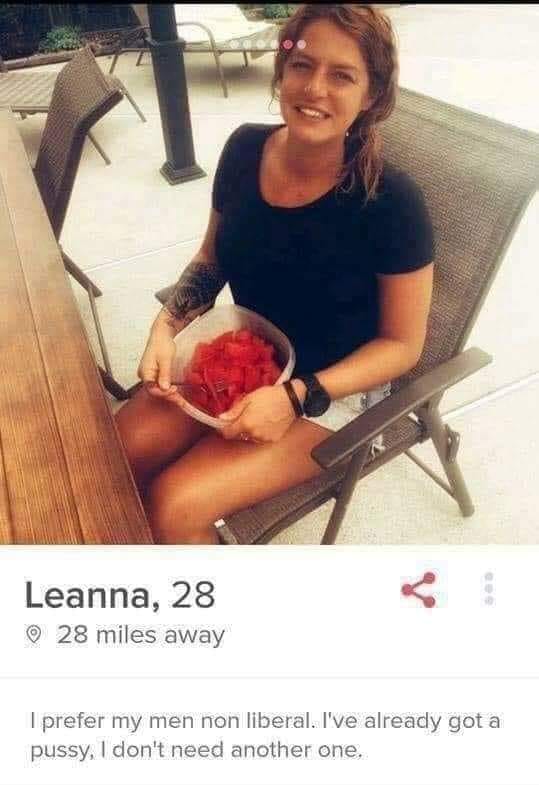 Leanna, 28
28 miles away
I prefer my men non liberal. I've already got a
pussy, I don't need another one.